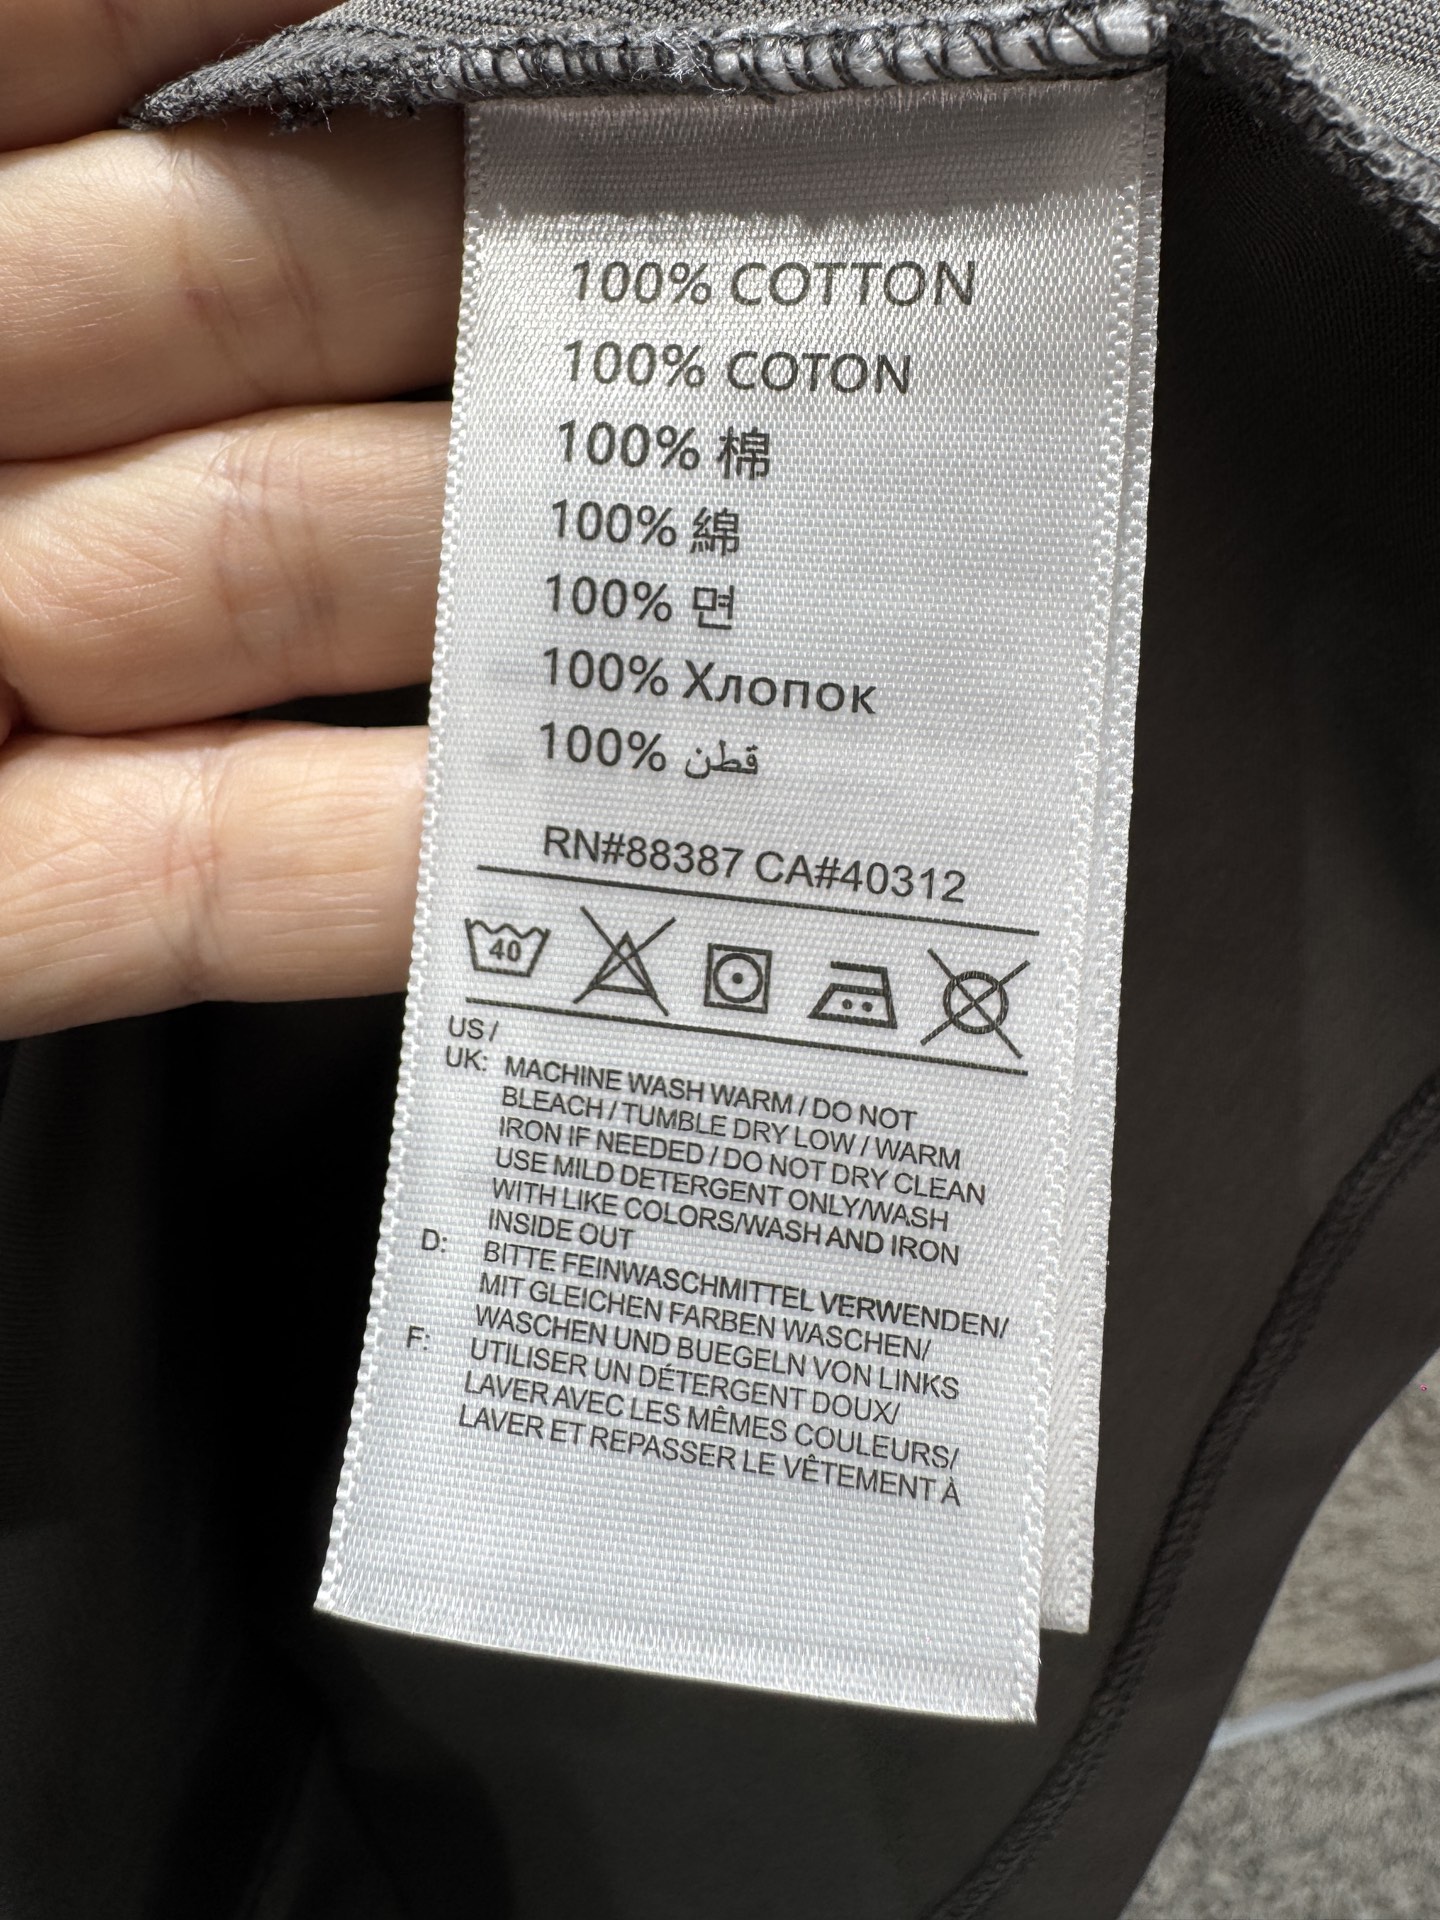 100% COTTON
100% COTON
100% 棉
100% 綿
100% 면
100% Хлопок
100% قطن
RN#88387 CA#40312
40
US /
UK: MACHINE WASH WARM / DO NOT
BLEACH / TUMBLE DRY LOW / WARM
IRON IF NEEDED / DO NOT DRY CLEAN
USE MILD DETERGENT ONLY/WASH
WITH LIKE COLORS/WASH AND IRON
INSIDE OUT
D: BITTE FEINWASCHMITTEL VERWENDEN/
MIT GLEICHEN FARBEN WASCHEN/
WASCHEN UND BUEGELN VON LINKS
F: UTILISER UN DÉTERGENT DOUX/
LAVER AVEC LES MÊMES COULEURS/
LAVER ET REPASSER LE VÊTEMENT À